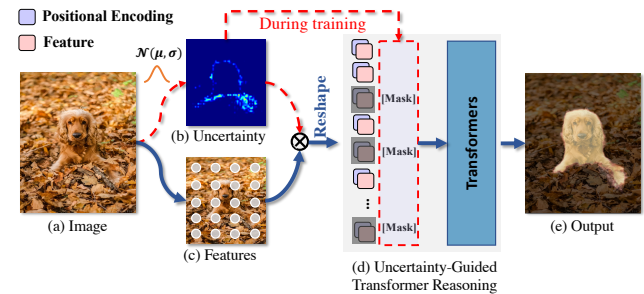 Positional Encoding
Feature
During training
𝒩(μ, σ)
(b) Uncertainty
Reshape
[Mask]
[Mask]
[Mask]
...
Transformers
(a) Image
(c) Features
(d) Uncertainty-Guided
Transformer Reasoning
(e) Output